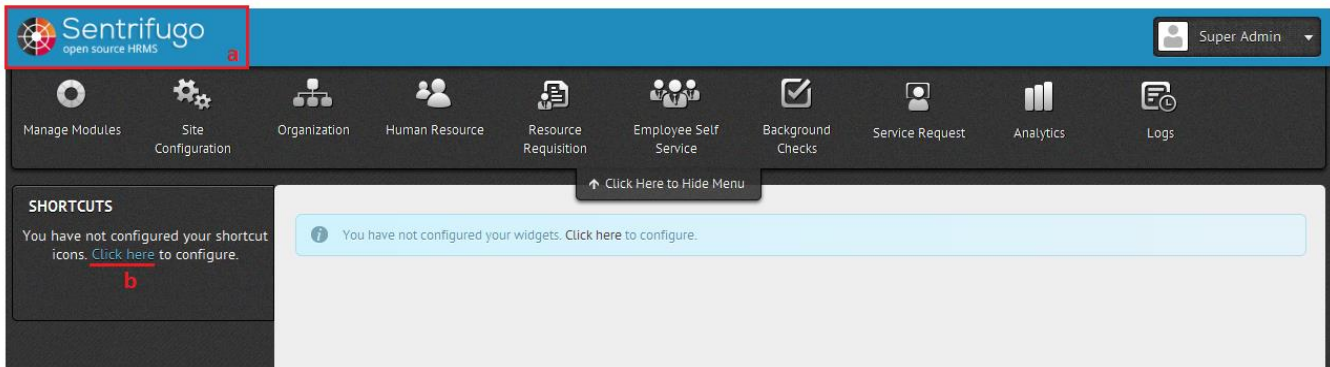 Sentrifugo
open source HRMS
a
Super Admin
Manage Modules
Site
Configuration
Organization
Human Resource
Resource
Requisition
Employee Self
Service
Background
Checks
Service Request
Analytics
Logs
Click Here to Hide Menu
SHORTCUTS
You have not configured your shortcut
icons. Click here to configure.
b
You have not configured your widgets. Click here to configure.